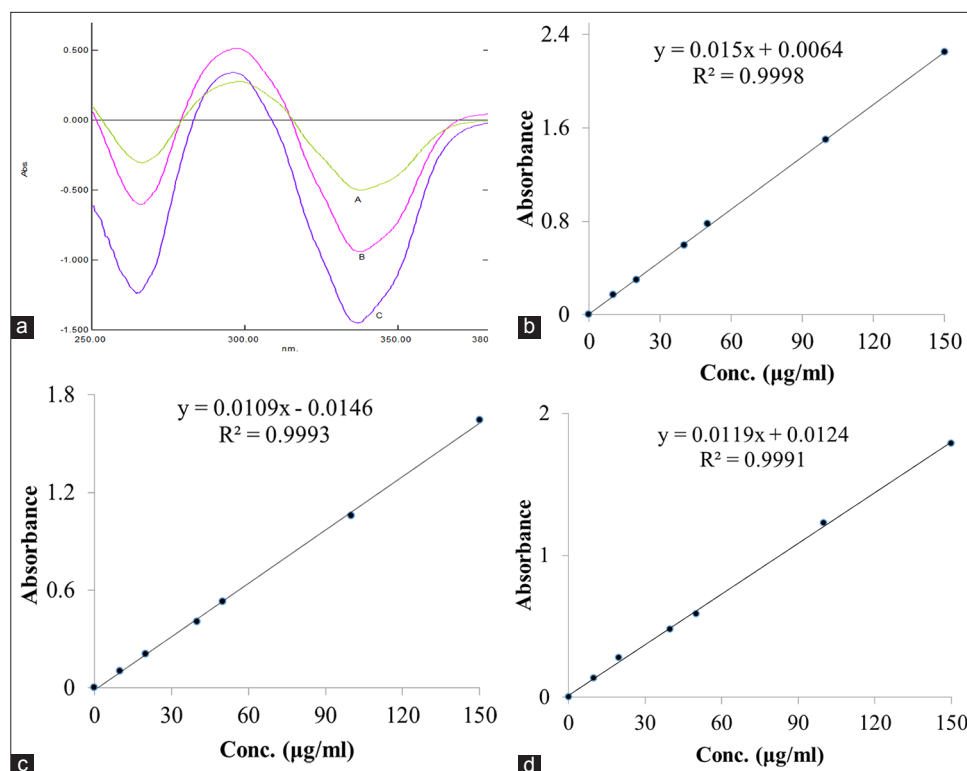 0.500
0.000
-0.500
-1.000
-1.500
Abs
A
B
C
250.00 300.00 350.00 380
nm.
a
y = 0.015x + 0.0064
R² = 0.9998
2.4
1.6
0.8
0
Absorbance
0 30 60 90 120 150
Conc. (µg/ml)
b
y = 0.0109x - 0.0146
R² = 0.9993
1.8
1.2
0.6
0
Absorbance
0 30 60 90 120 150
Conc. (µg/ml)
c
y = 0.0119x + 0.0124
R² = 0.9991
2
1
0
Absorbance
0 30 60 90 120 150
Conc. (µg/ml)
d